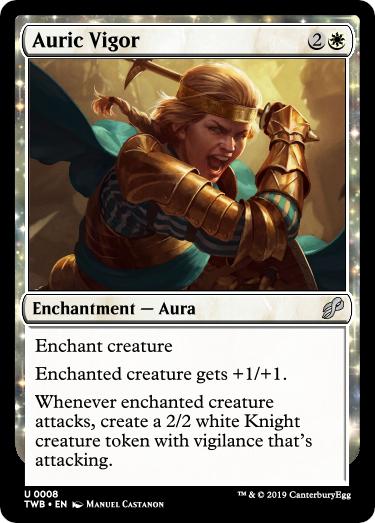 Auric Vigor 2
Enchantment — Aura
Enchant creature
Enchanted creature gets +1/+1.
Whenever enchanted creature
attacks, create a 2/2 white Knight
creature token with vigilance that's
attacking.
U 0008
TWB • EN Manuel Castanon
™ & © 2019 CanterburyEgg